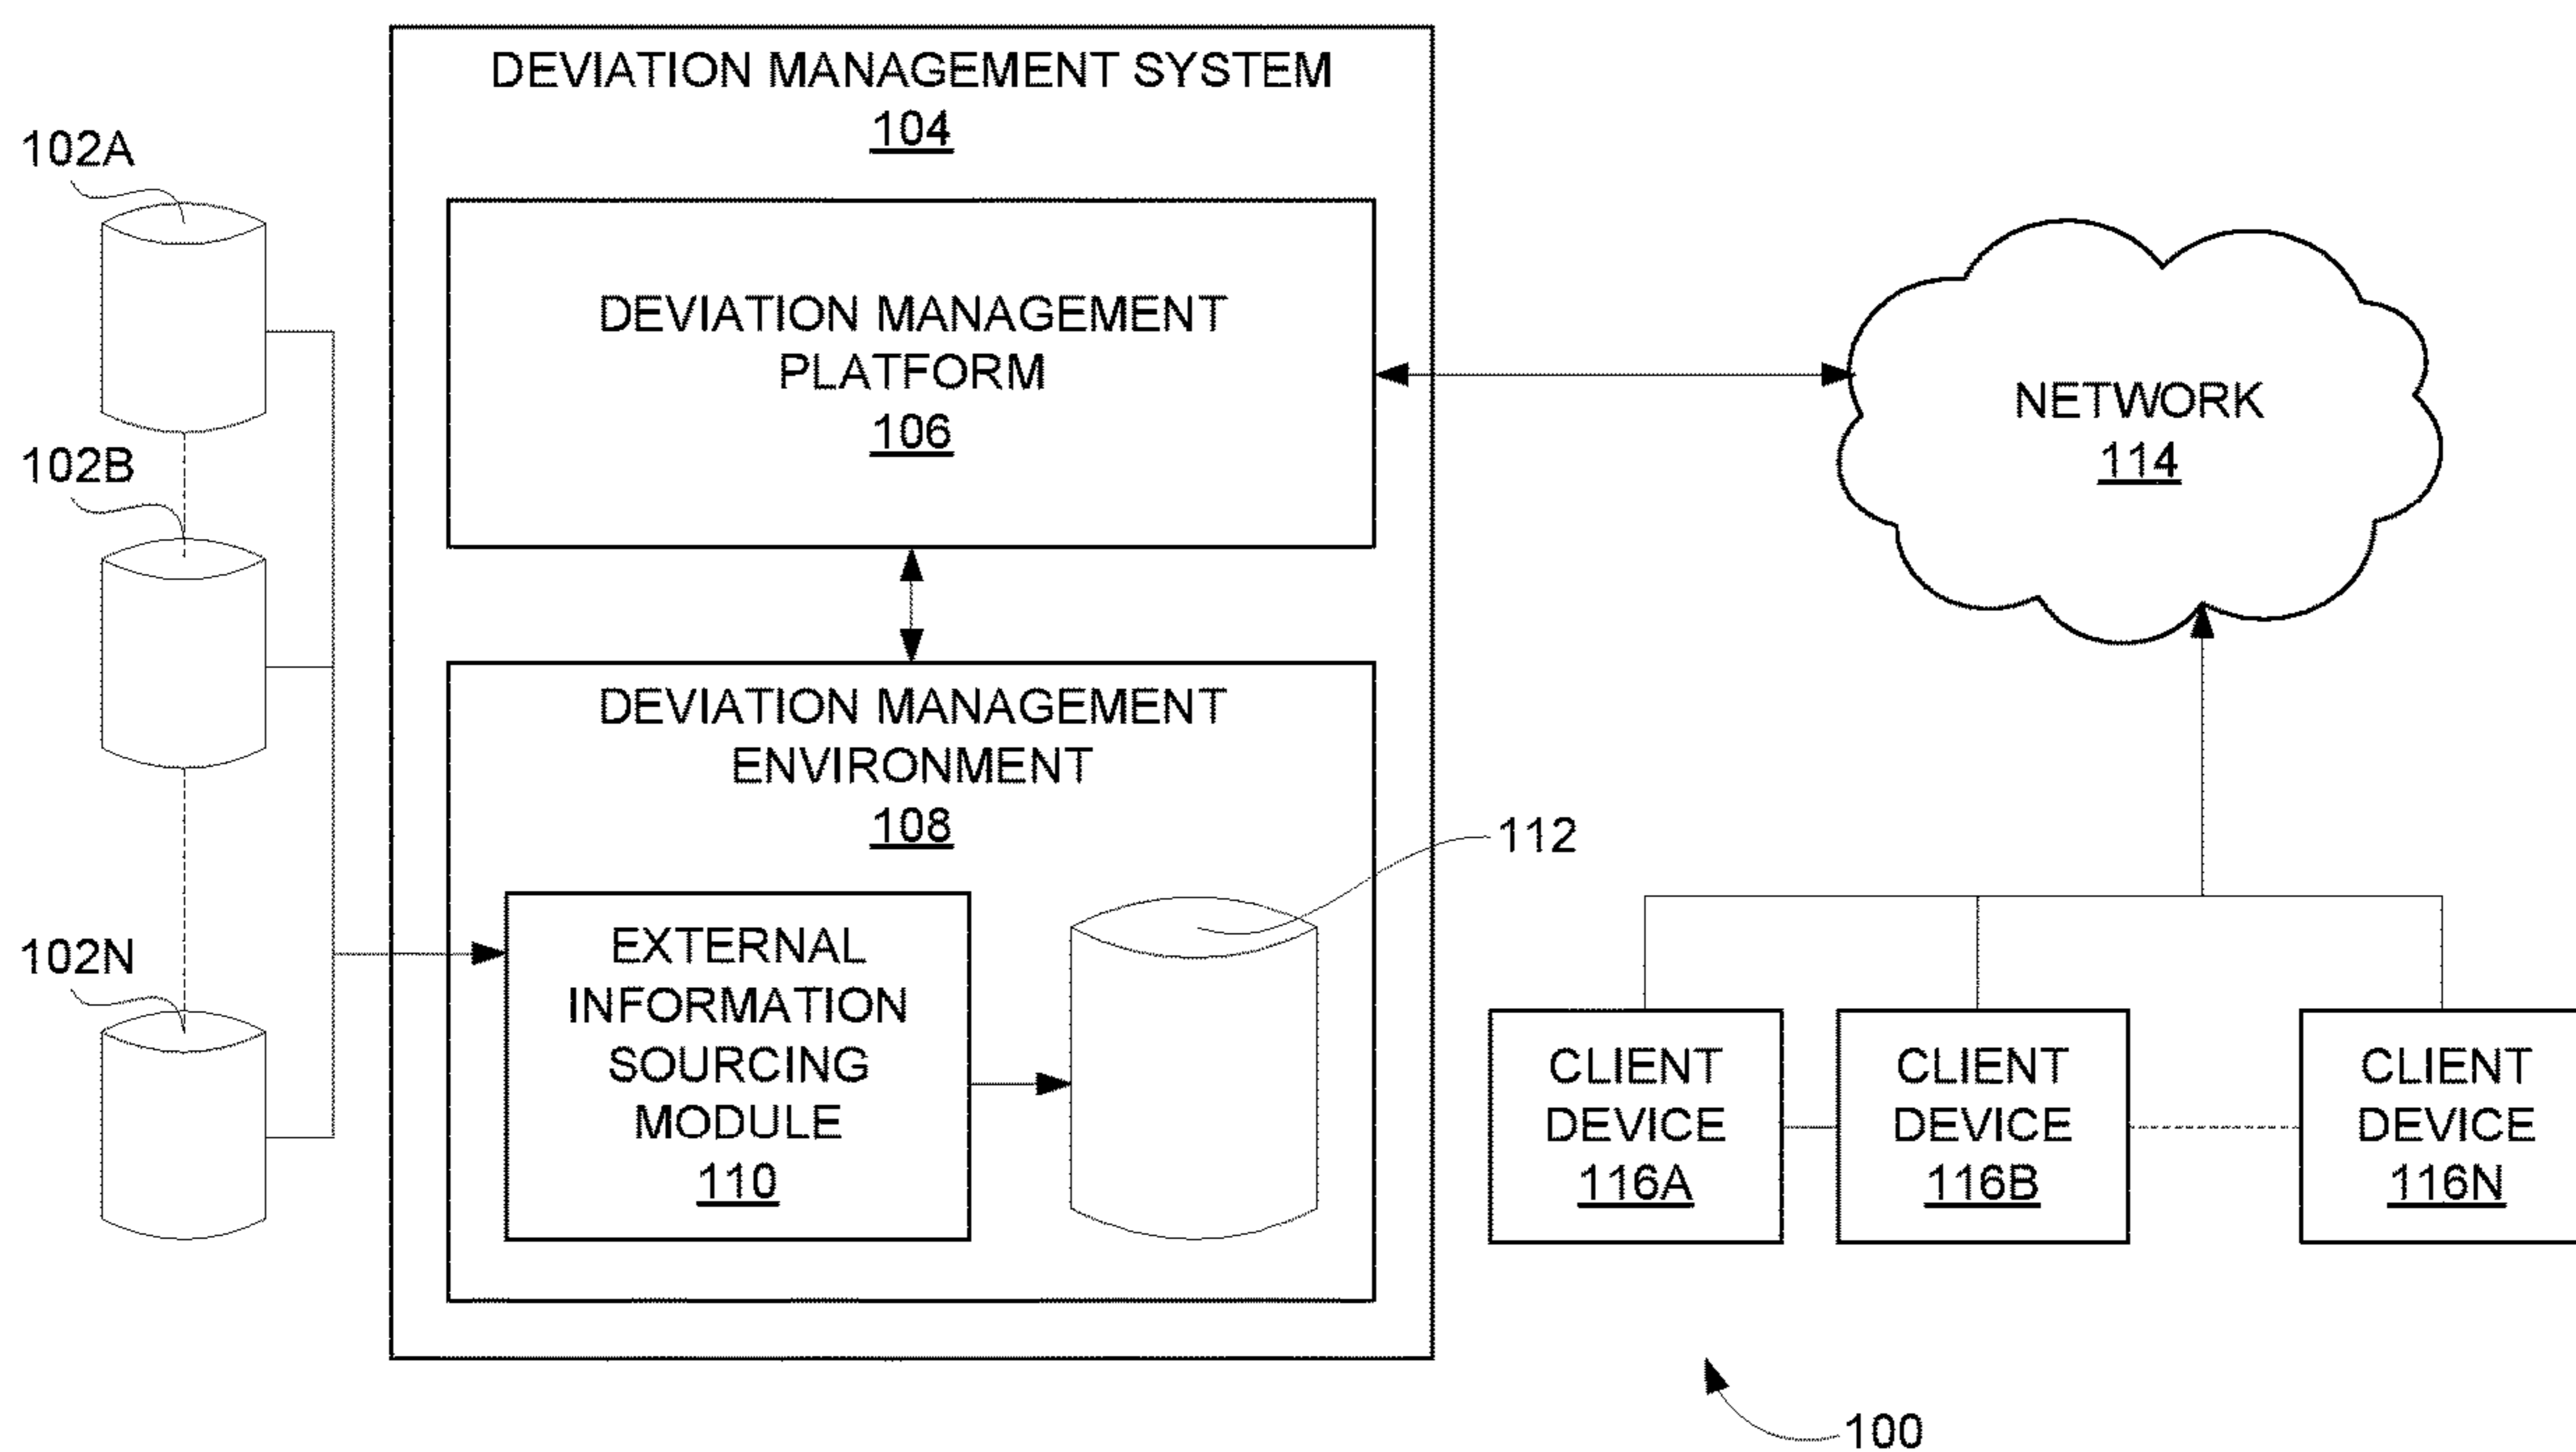 DEVIATION MANAGEMENT SYSTEM
104
102A
102B
102N
DEVIATION MANAGEMENT
PLATFORM
106
DEVIATION MANAGEMENT
ENVIRONMENT
108
EXTERNAL
INFORMATION
SOURCING
MODULE
110
112
NETWORK
114
CLIENT
DEVICE
116A
CLIENT
DEVICE
116B
CLIENT
DEVICE
116N
100